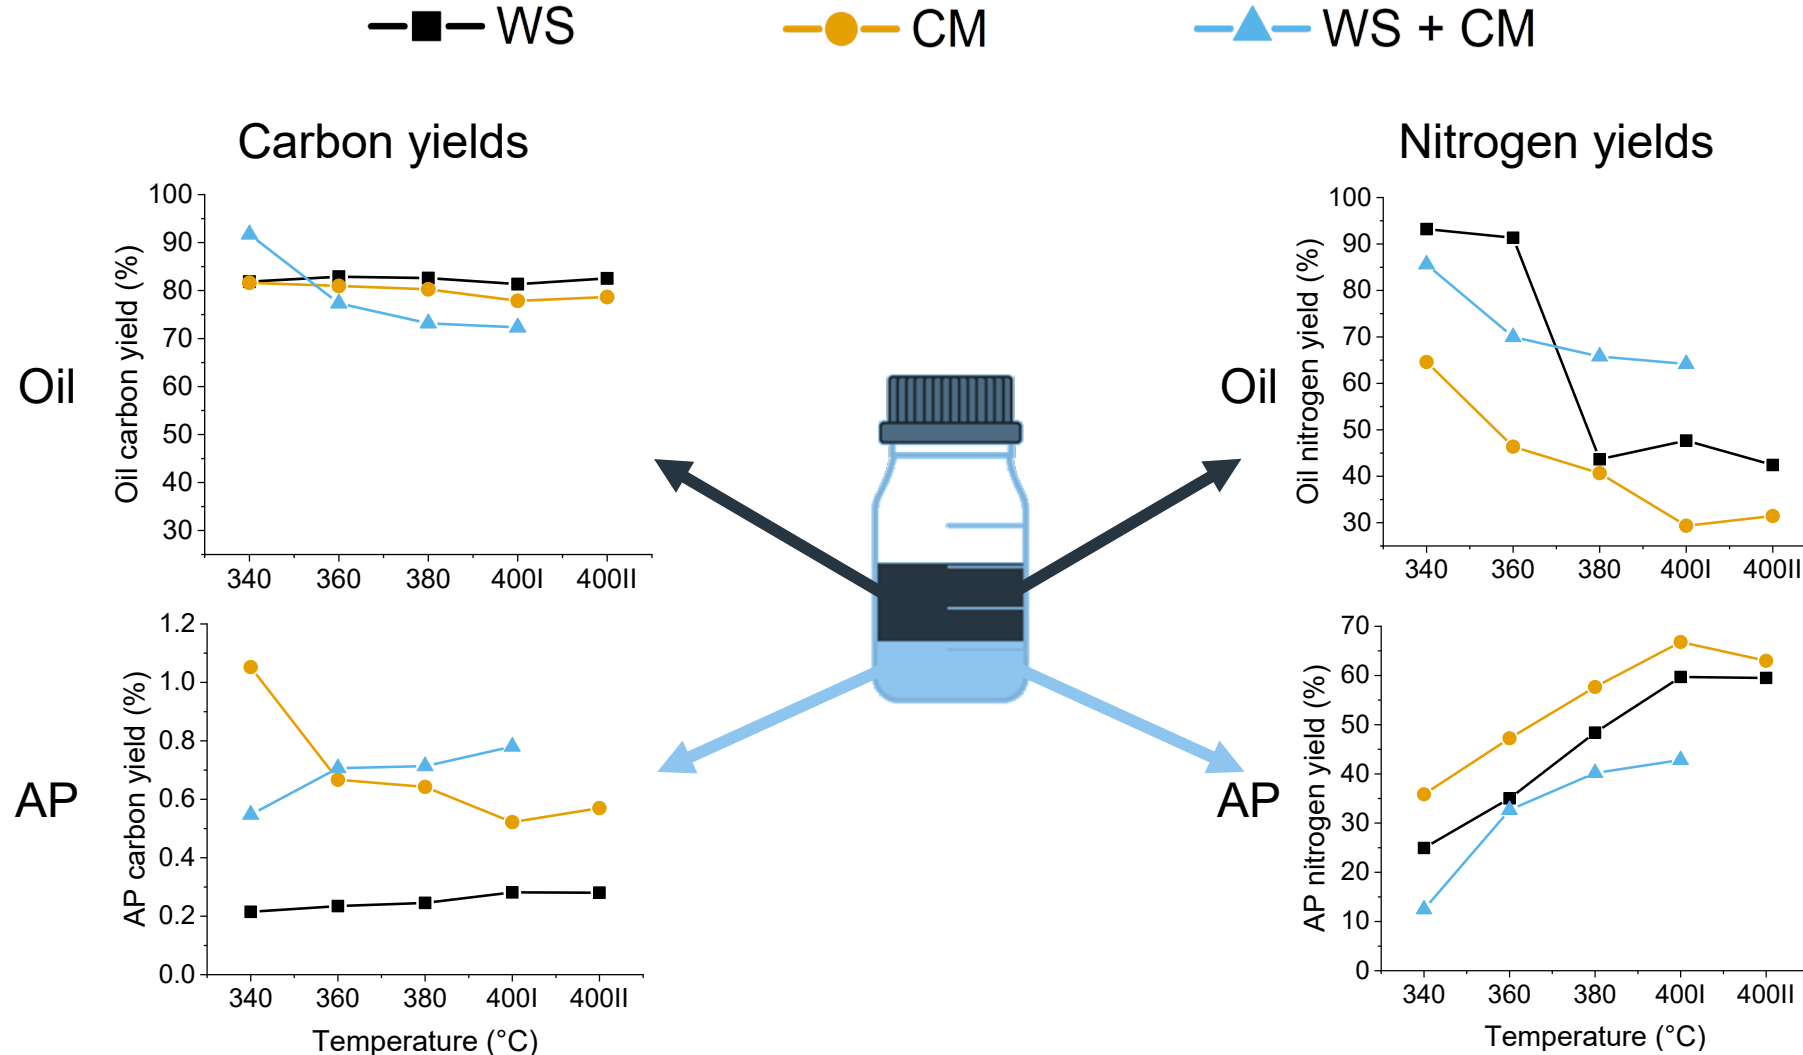 WS
CM
WS + CM
Carbon yields
Nitrogen yields
Oil
Oil carbon yield (%)
100
90
80
70
60
50
40
30
340
360
380
400I
400II
Oil
Oil nitrogen yield (%)
100
90
80
70
60
50
40
30
340
360
380
400I
400II
AP
AP carbon yield (%)
1.2
1.0
0.8
0.6
0.4
0.2
0.0
340
360
380
400I
400II
Temperature (°C)
AP
AP nitrogen yield (%)
70
60
50
40
30
20
10
0
340
360
380
400I
400II
Temperature (°C)